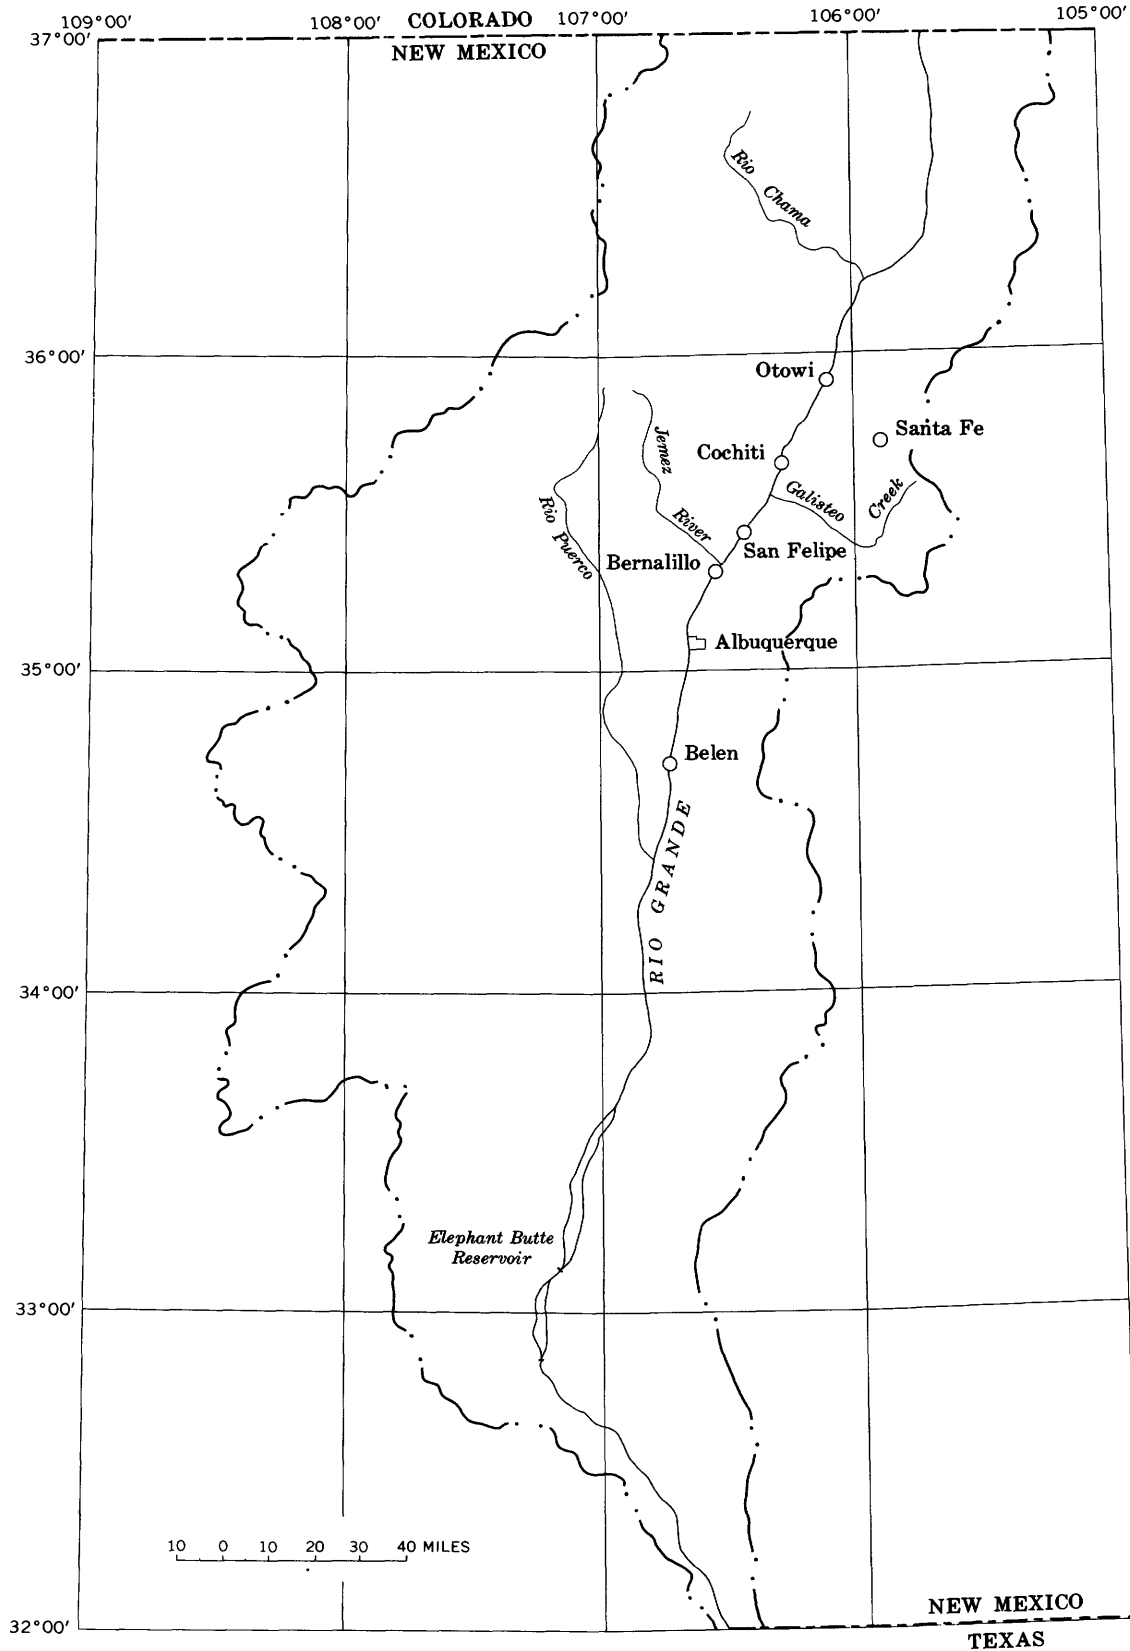 109°00′ 108°00′ COLORADO 107°00′ 106°00′ 105°00′
37°00′
NEW MEXICO
Rio Chama
36°00′
Otowi
Santa Fe
Cochiti
Jemez River
Galisteo Creek
Rio Puerco
San Felipe
Bernalillo
Albuquerque
35°00′
Belen
RIO GRANDE
34°00′
Elephant Butte
Reservoir
33°00′
10 0 10 20 30 40 MILES
NEW MEXICO
32°00′
TEXAS